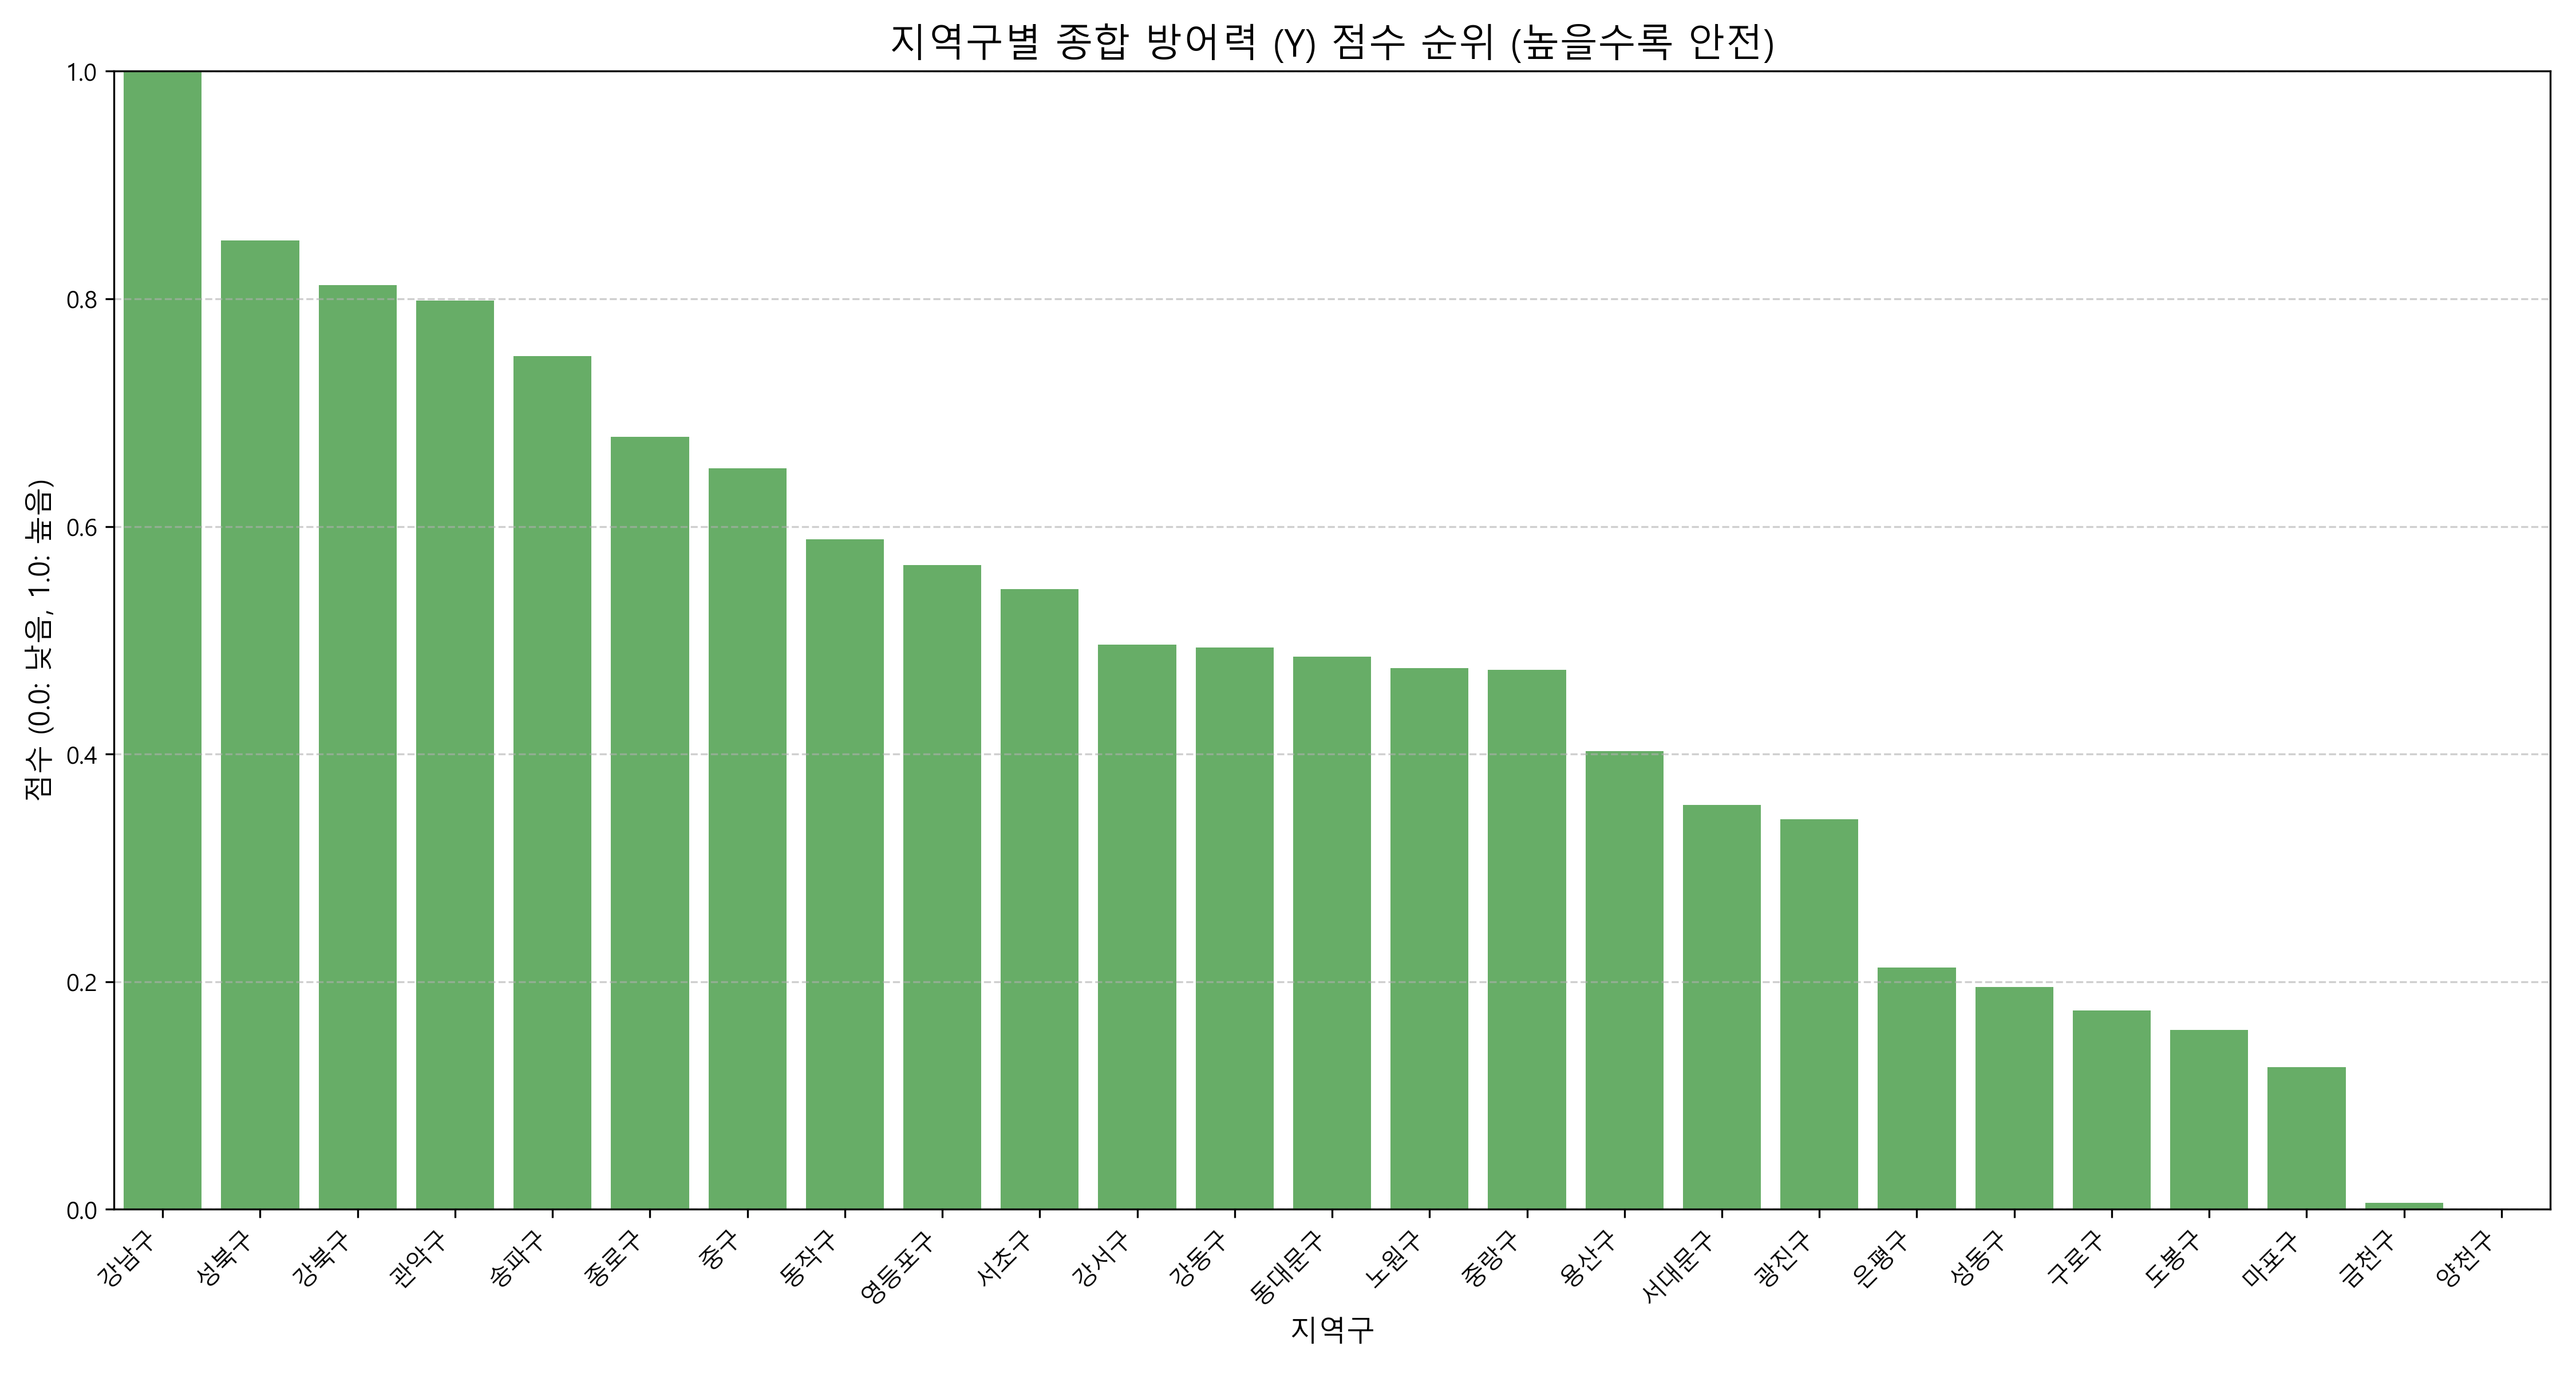 지역구별 종합 방어력 (Y) 점수 순위 (높을수록 안전)
점수 (0.0: 낮음, 1.0: 높음)
1.0
0.8
0.6
0.4
0.2
0.0
강남구
성북구
강북구
관악구
송파구
종로구
중구
동작구
영등포구
서초구
강서구
강동구
동대문구
노원구
중랑구
용산구
서대문구
광진구
은평구
성동구
구로구
도봉구
마포구
금천구
양천구
지역구